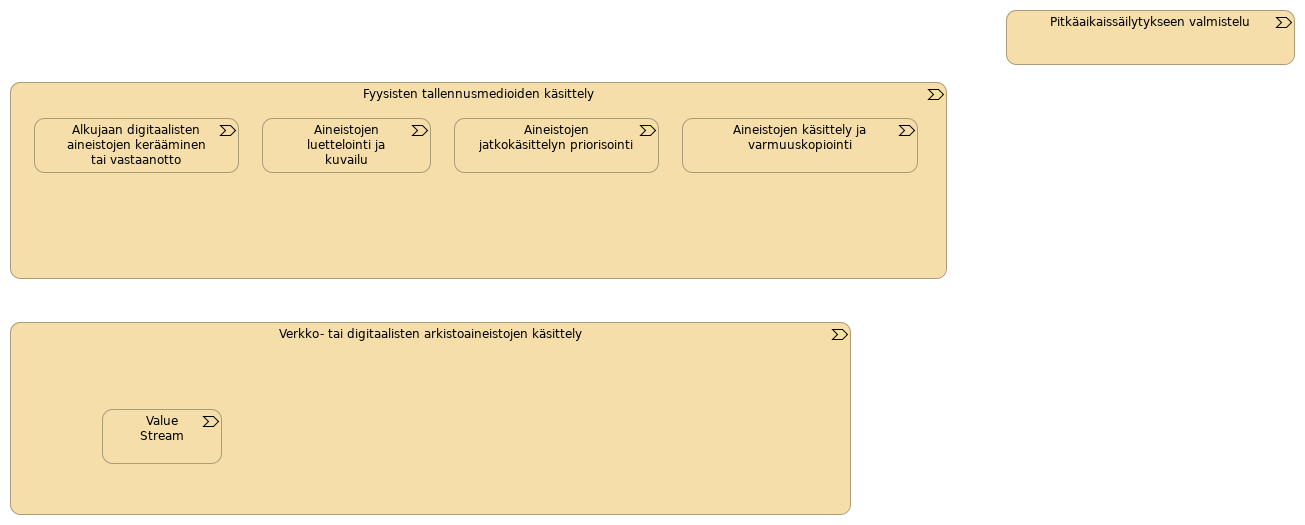 Pitkäaikaissäilytykseen valmistelu
Fyysisten tallennusmedioiden käsittely
Alkujaan digitaalisten
aineistojen kerääminen
tai vastaanotto
Aineistojen
luettelointi ja
kuvailu
Aineistojen
jatkokäsittelyn priorisointi
Aineistojen käsittely ja
varmuuskopiointi
Verkko- tai digitaalisten arkistoaineistojen käsittely
Value
Stream